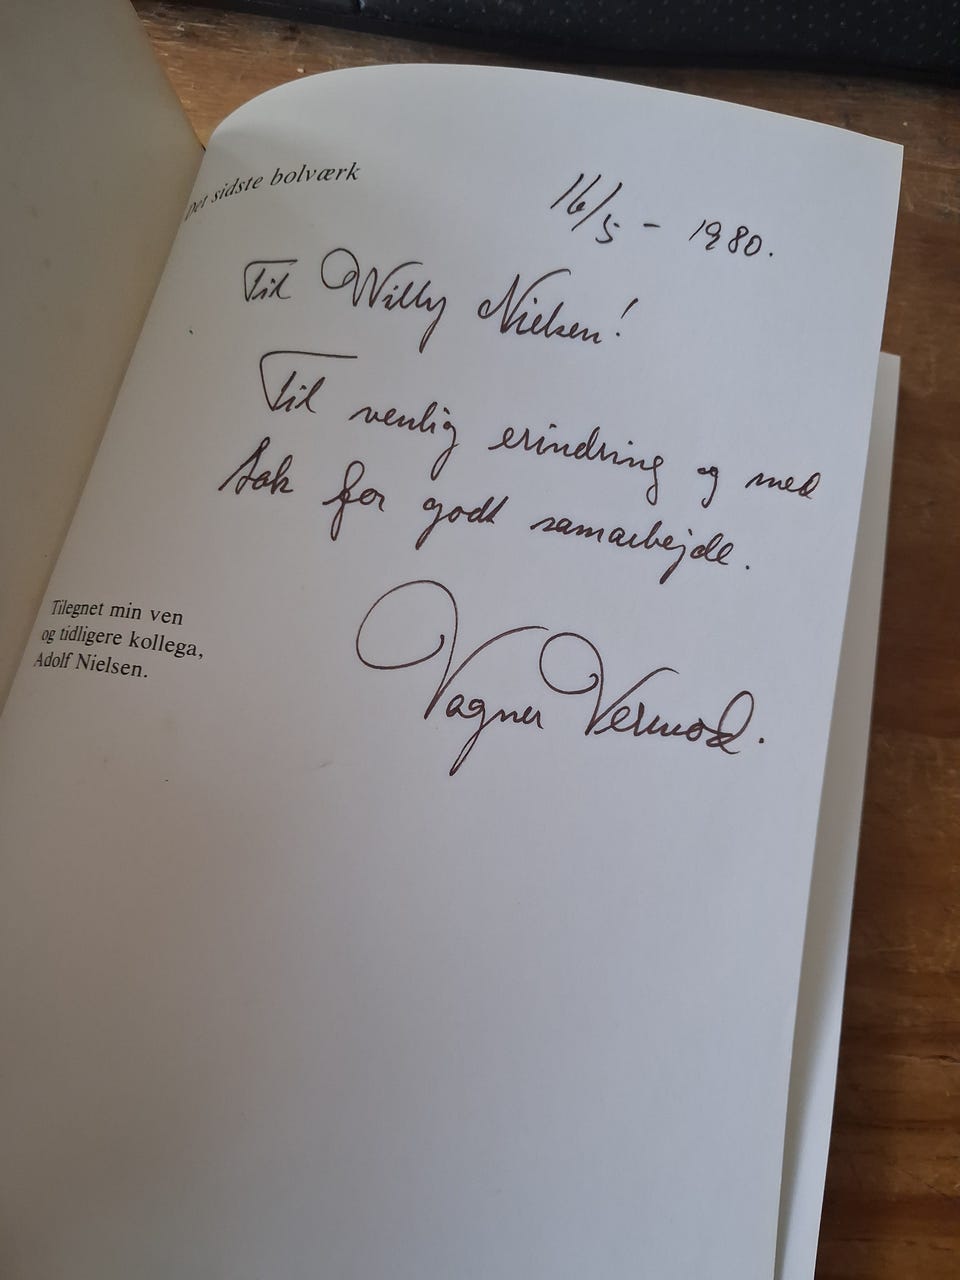 Det sidste bolværk
16/5 - 1980.
Til Willy Nielsen!
Til venlig erindring og med
tak for godt samarbejde.
Vagner Vermod.
Tilegnet min ven
og tidligere kollega,
Adolf Nielsen.